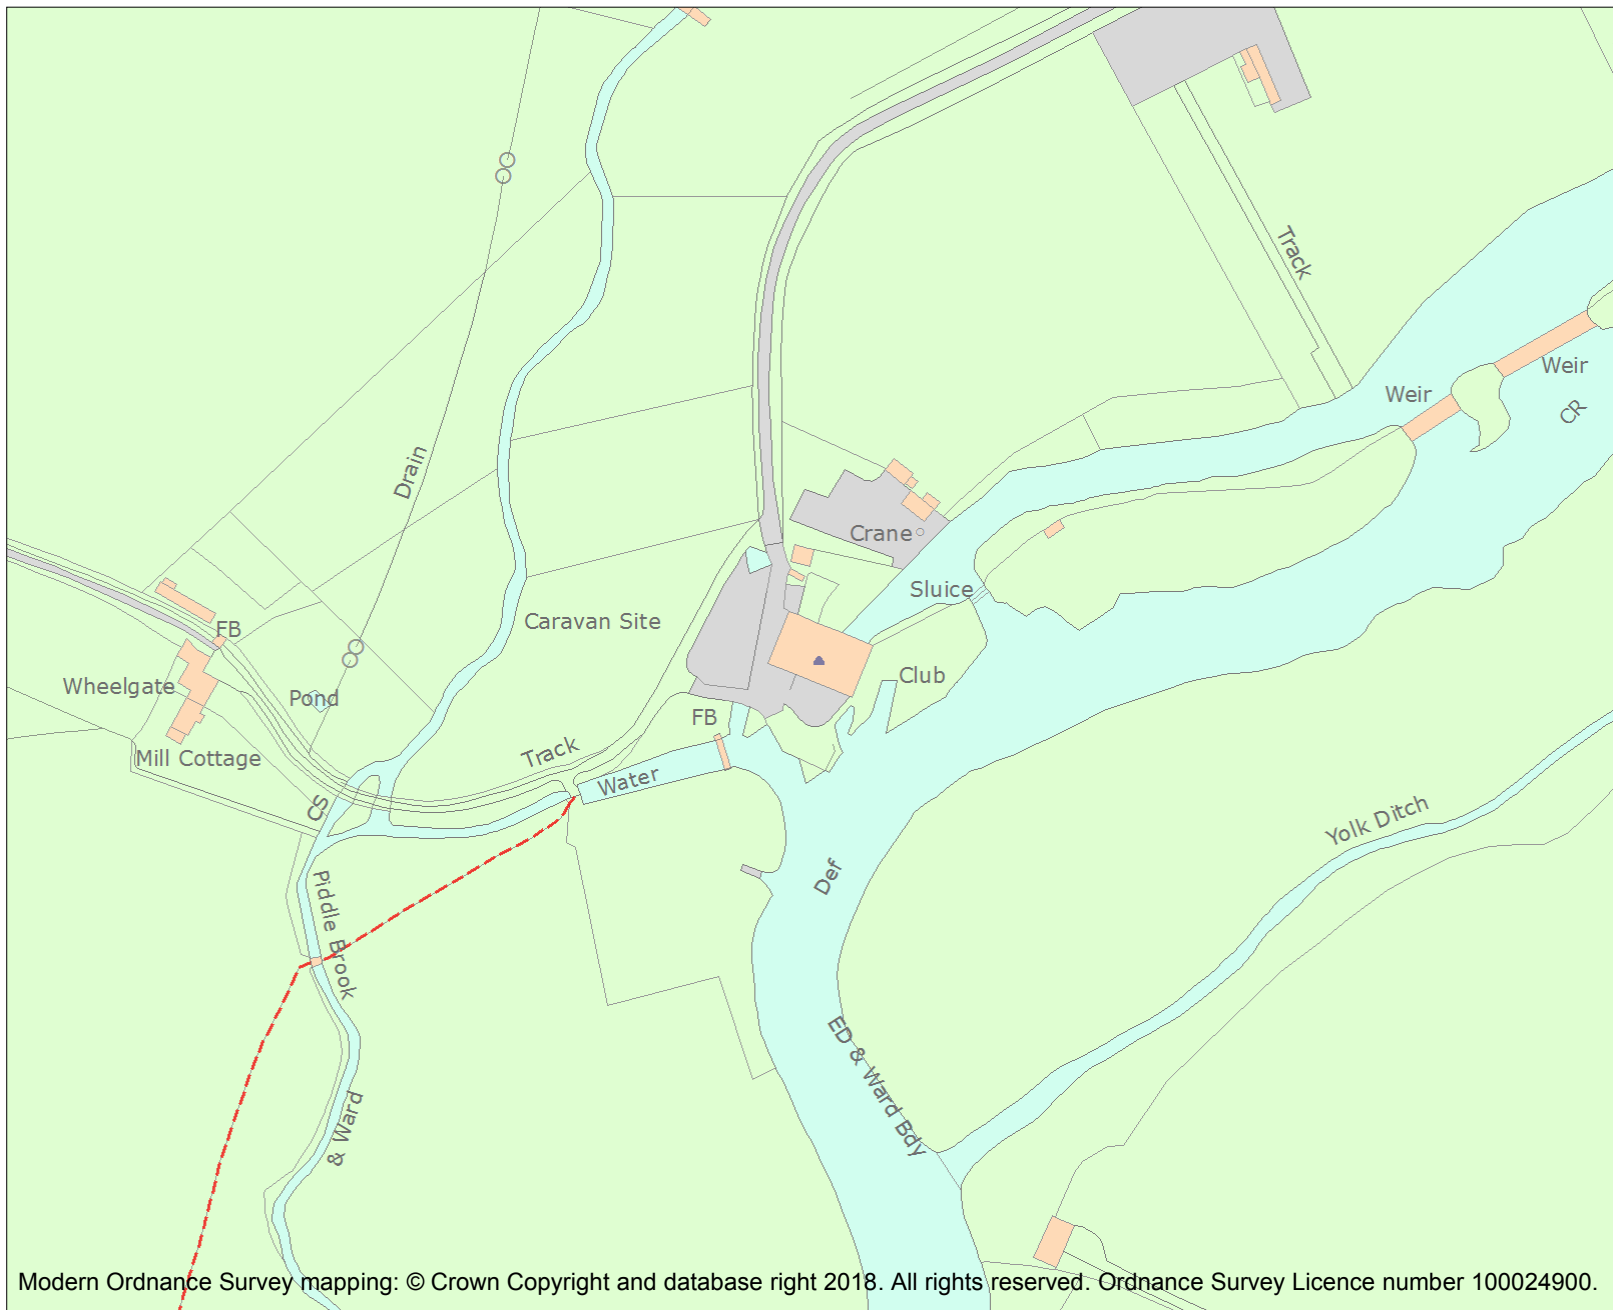 Track
Weir
Weir
CR
Drain
Crane
Sluice
Caravan Site
FB
Wheelgate
Pond
Club
FB
Mill Cottage
Track
Water
CS
Yolk Ditch
Def
Piddle Brook
ED & Ward Bdy
& Ward
Modern Ordnance Survey mapping: © Crown Copyright and database right 2018. All rights reserved. Ordnance Survey Licence number 100024900.